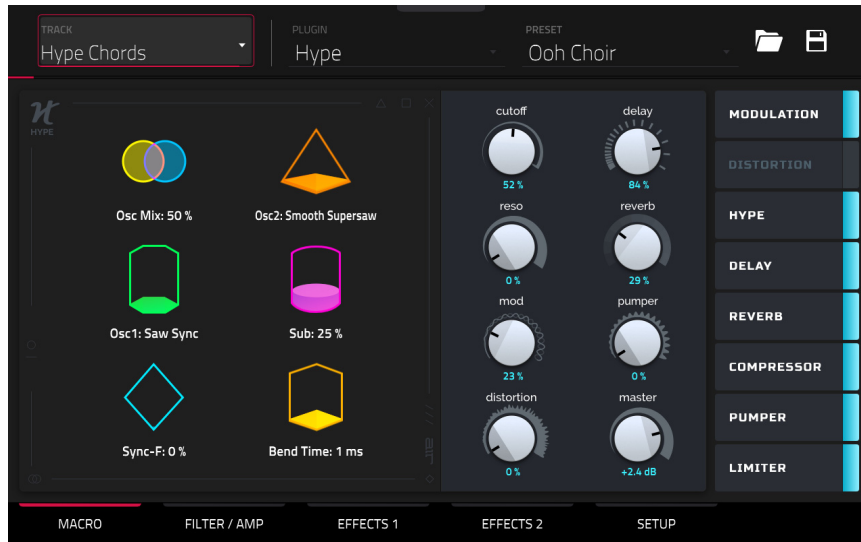 TRACK
Hype Chords
PLUGIN
Hype
PRESET
Ooh Choir
HYPE
Osc Mix: 50 %
Osc2: Smooth Supersaw
Osc1: Saw Sync
Sub: 25 %
Sync-F: 0 %
Bend Time: 1 ms
air
cutoff
52 %
delay
84 %
reso
0 %
reverb
29 %
mod
23 %
pumper
0 %
distortion
0 %
master
+2.4 dB
MODULATION
DISTORTION
HYPE
DELAY
REVERB
COMPRESSOR
PUMPER
LIMITER
MACRO
FILTER / AMP
EFFECTS 1
EFFECTS 2
SETUP